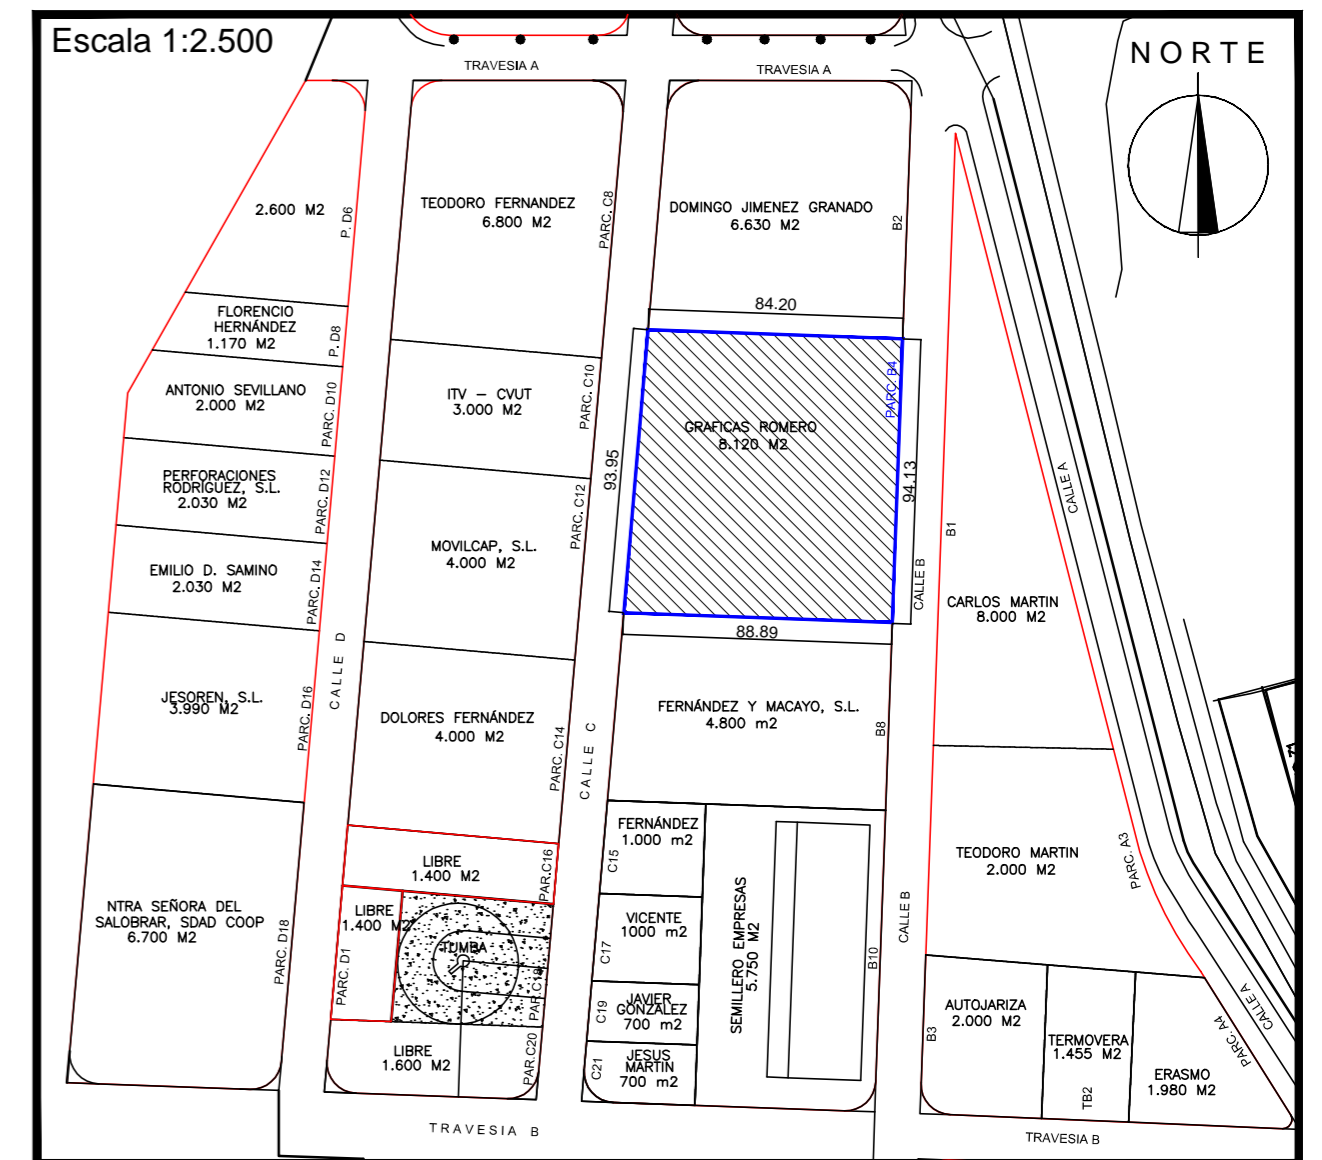 Escala 1:2.500
NORTE
TRAVESIA A
TRAVESIA A
2.600 M2
P. D6
TEODORO FERNANDEZ
6.800 M2
PARC. C8
DOMINGO JIMENEZ GRANADO
6.630 M2
B2
84.20
FLORENCIO
HERNÁNDEZ
1.170 M2
P. D8
ANTONIO SEVILLANO
2.000 M2
PARC. D10
ITV – CVUT
3.000 M2
PARC. C10
PARC. B4
GRAFICAS ROMERO
8.120 M2
93.95
94.13
PERFORACIONES
RODRÍGUEZ, S.L.
2.030 M2
PARC. D12
MOVILCAP, S.L.
4.000 M2
PARC. C12
CALLE A
B1
EMILIO D. SAMINO
2.030 M2
PARC. D14
CALLE B
CARLOS MARTIN
8.000 M2
88.89
JESOREN, S.L.
3.990 M2
PARC. D16
CALLE D
DOLORES FERNÁNDEZ
4.000 M2
PARC. C14
CALLE C
FERNÁNDEZ Y MACAYO, S.L.
4.800 m2
B8
FERNÁNDEZ
1.000 m2
C15
LIBRE
1.400 M2
PAR.C16
TEODORO MARTIN
2.000 M2
PARC. A3
NTRA SEÑORA DEL
SALOBRAR, SDAD COOP
6.700 M2
PARC. D18
LIBRE
1.400 M2
PARC. D1
TUMBA
PAR.C18
VICENTE
1000 m2
C17
SEMILLERO EMPRESAS
5.750 M2
B10
CALLE B
JAVIER
GONZALEZ
700 m2
C19
AUTOJARIZA
2.000 M2
B3
TERMOVERA
1.455 M2
TB2
ERASMO
1.980 M2
PARC. A4
CALLE A
LIBRE
1.600 M2
PAR.C20
JESUS
MARTIN
700 m2
C21
TRAVESIA B
TRAVESIA B